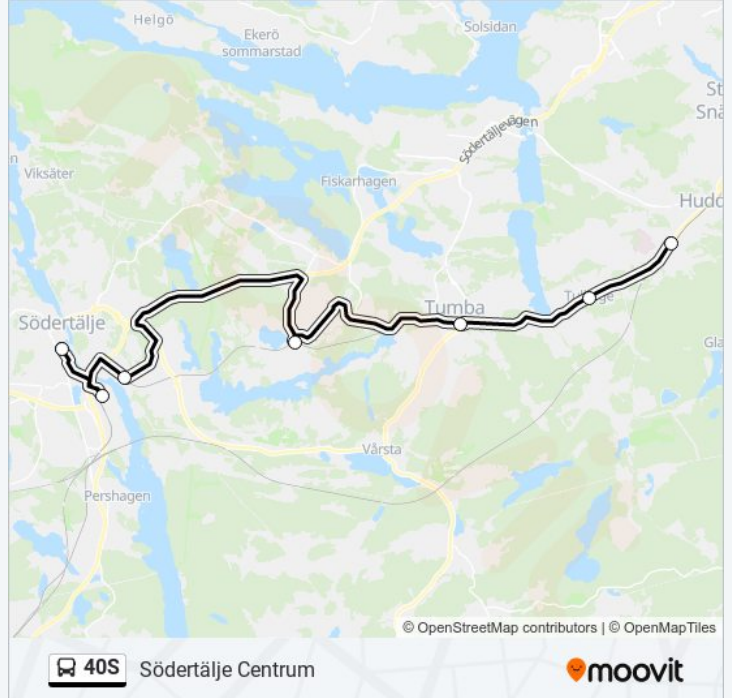 Helgö
Solsidan
Ekerö
sommarstad
St
Snä
södertäljevägen
n
Viksäter
Fiskarhagen
Hudd
Tumba
Södertälje
Gla
Vårsta
Pershagen
© OpenStreetMap contributors | © OpenMapTiles
40S Södertälje Centrum
moovit